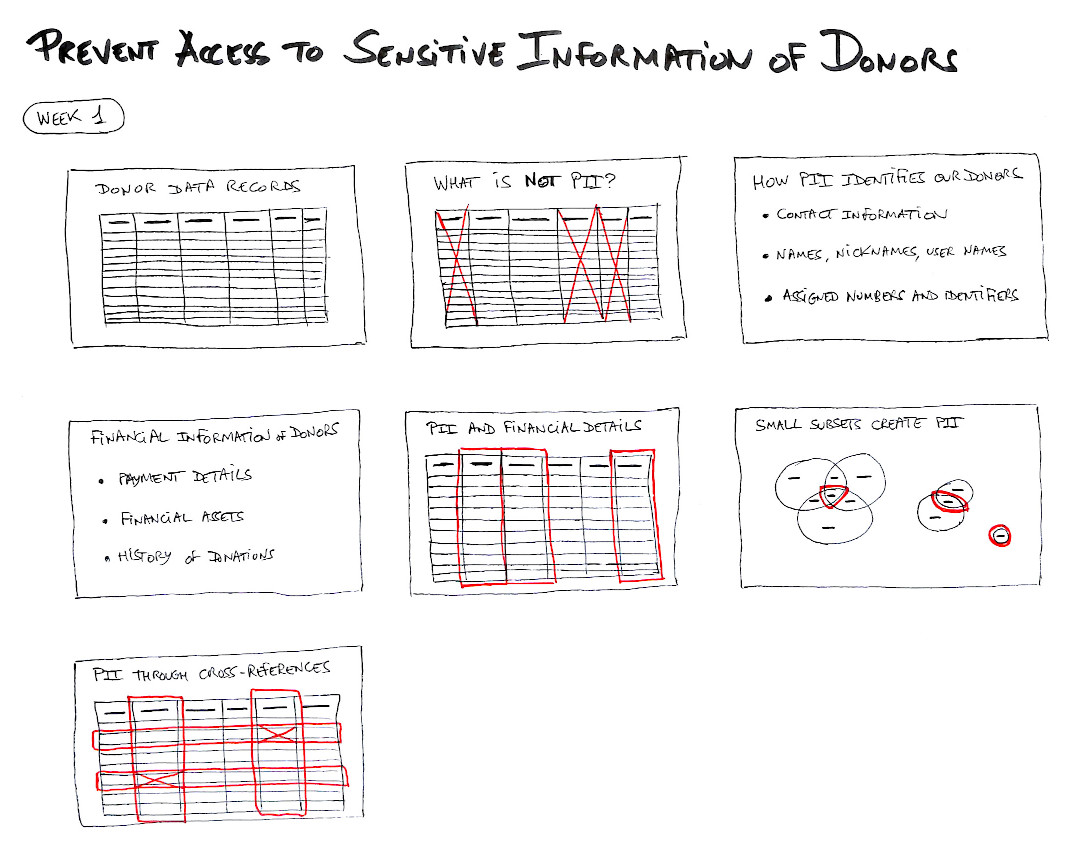 PREVENT ACCESS TO SENSITIVE INFORMATION OF DONORS
WEEK 1
DONOR DATA RECORDS
WHAT IS NOT PII?
HOW PII IDENTIFIES OUR DONORS
• CONTACT INFORMATION
• NAMES, NICKNAMES, USER NAMES
• ASSIGNED NUMBERS AND IDENTIFIERS
FINANCIAL INFORMATION OF DONORS
• PAYMENT DETAILS
• FINANCIAL ASSETS
• HISTORY OF DONATIONS
PII AND FINANCIAL DETAILS
SMALL SUBSETS CREATE PII
PII THROUGH CROSS-REFERENCES